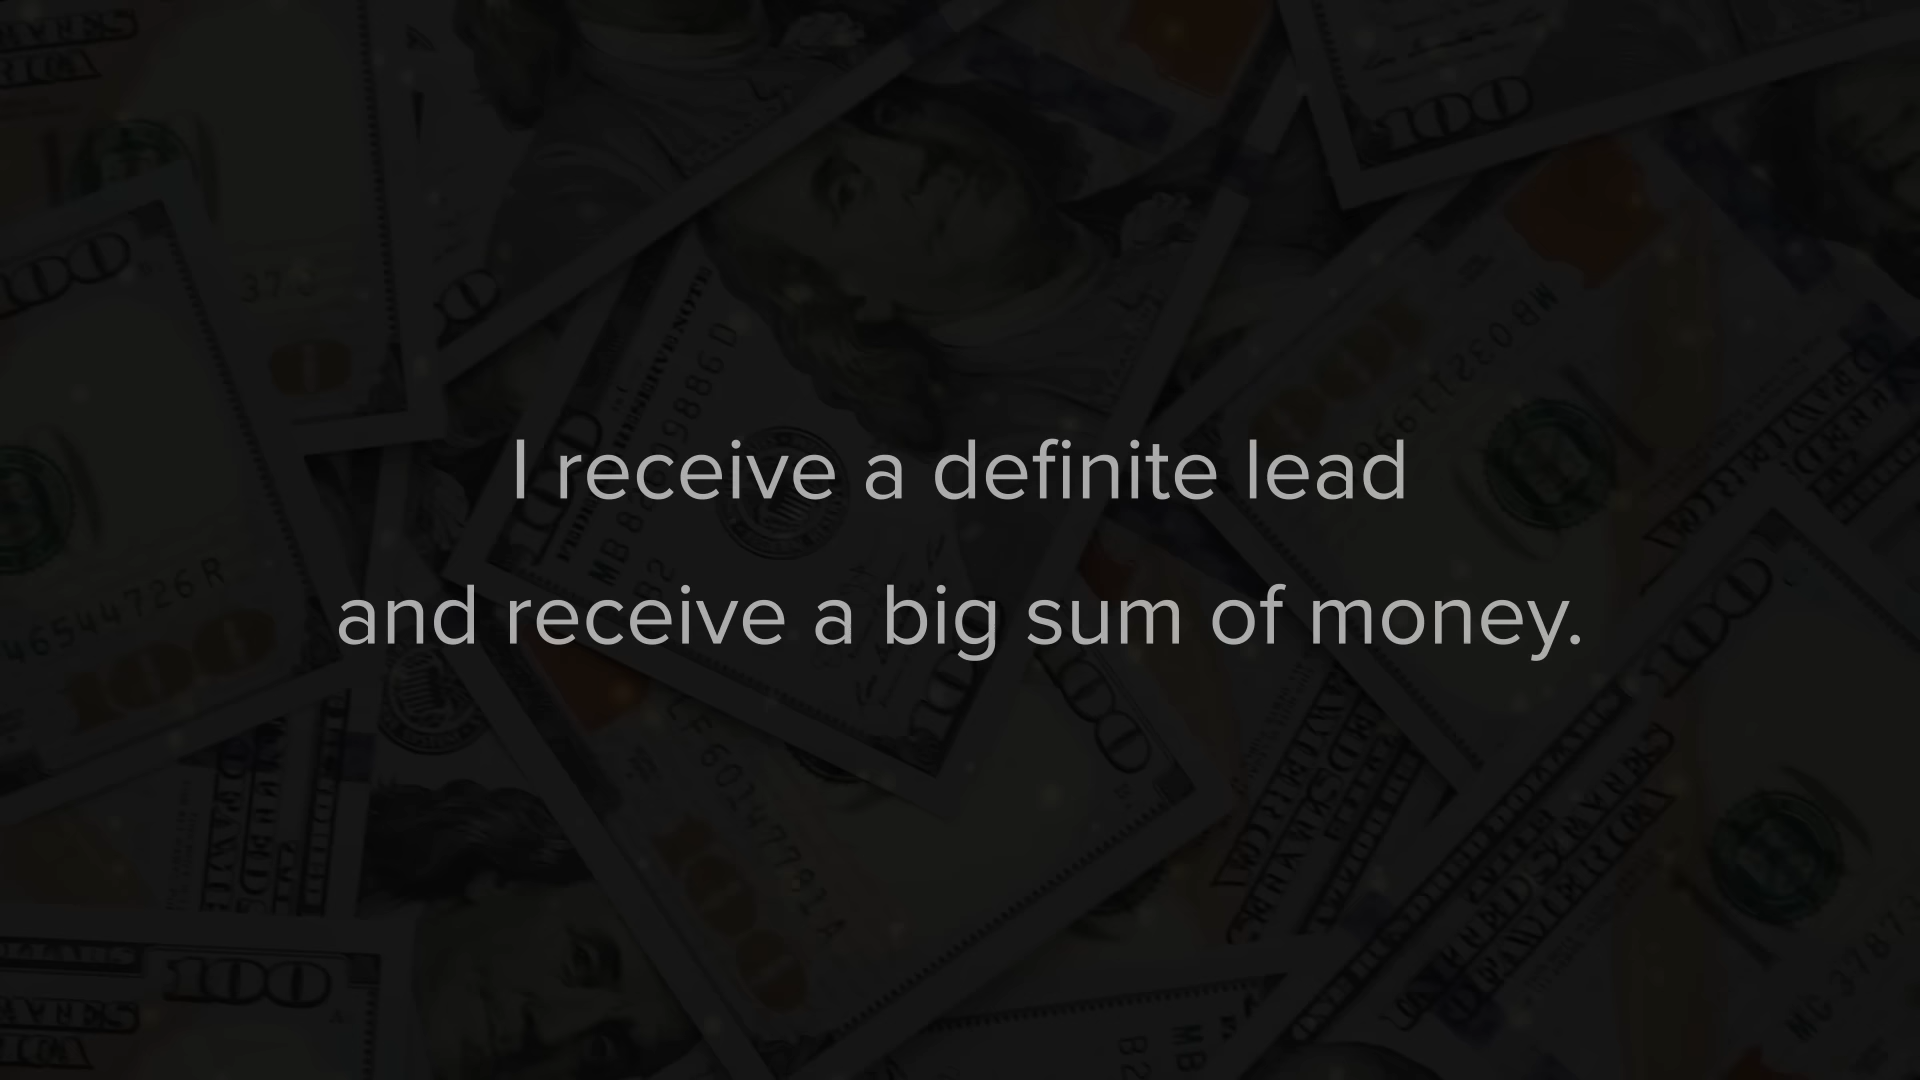 I receive a definite lead
and receive a big sum of money.